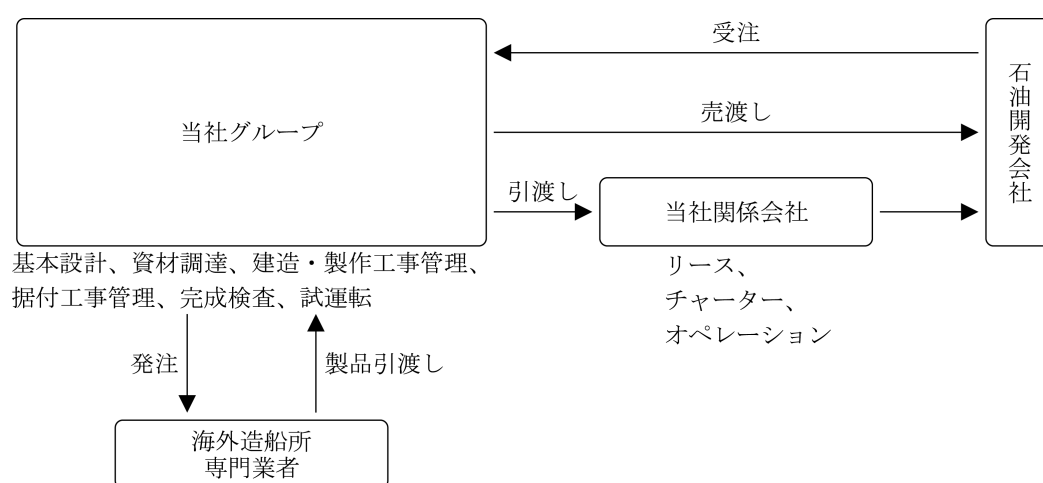 受注
石油開発会社
当社グループ
売渡し
引渡し
当社関係会社
基本設計、資材調達、建造・製作工事管理、
据付工事管理、完成検査、試運転
リース、
チャーター、
オペレーション
発注
製品引渡し
海外造船所
専門業者